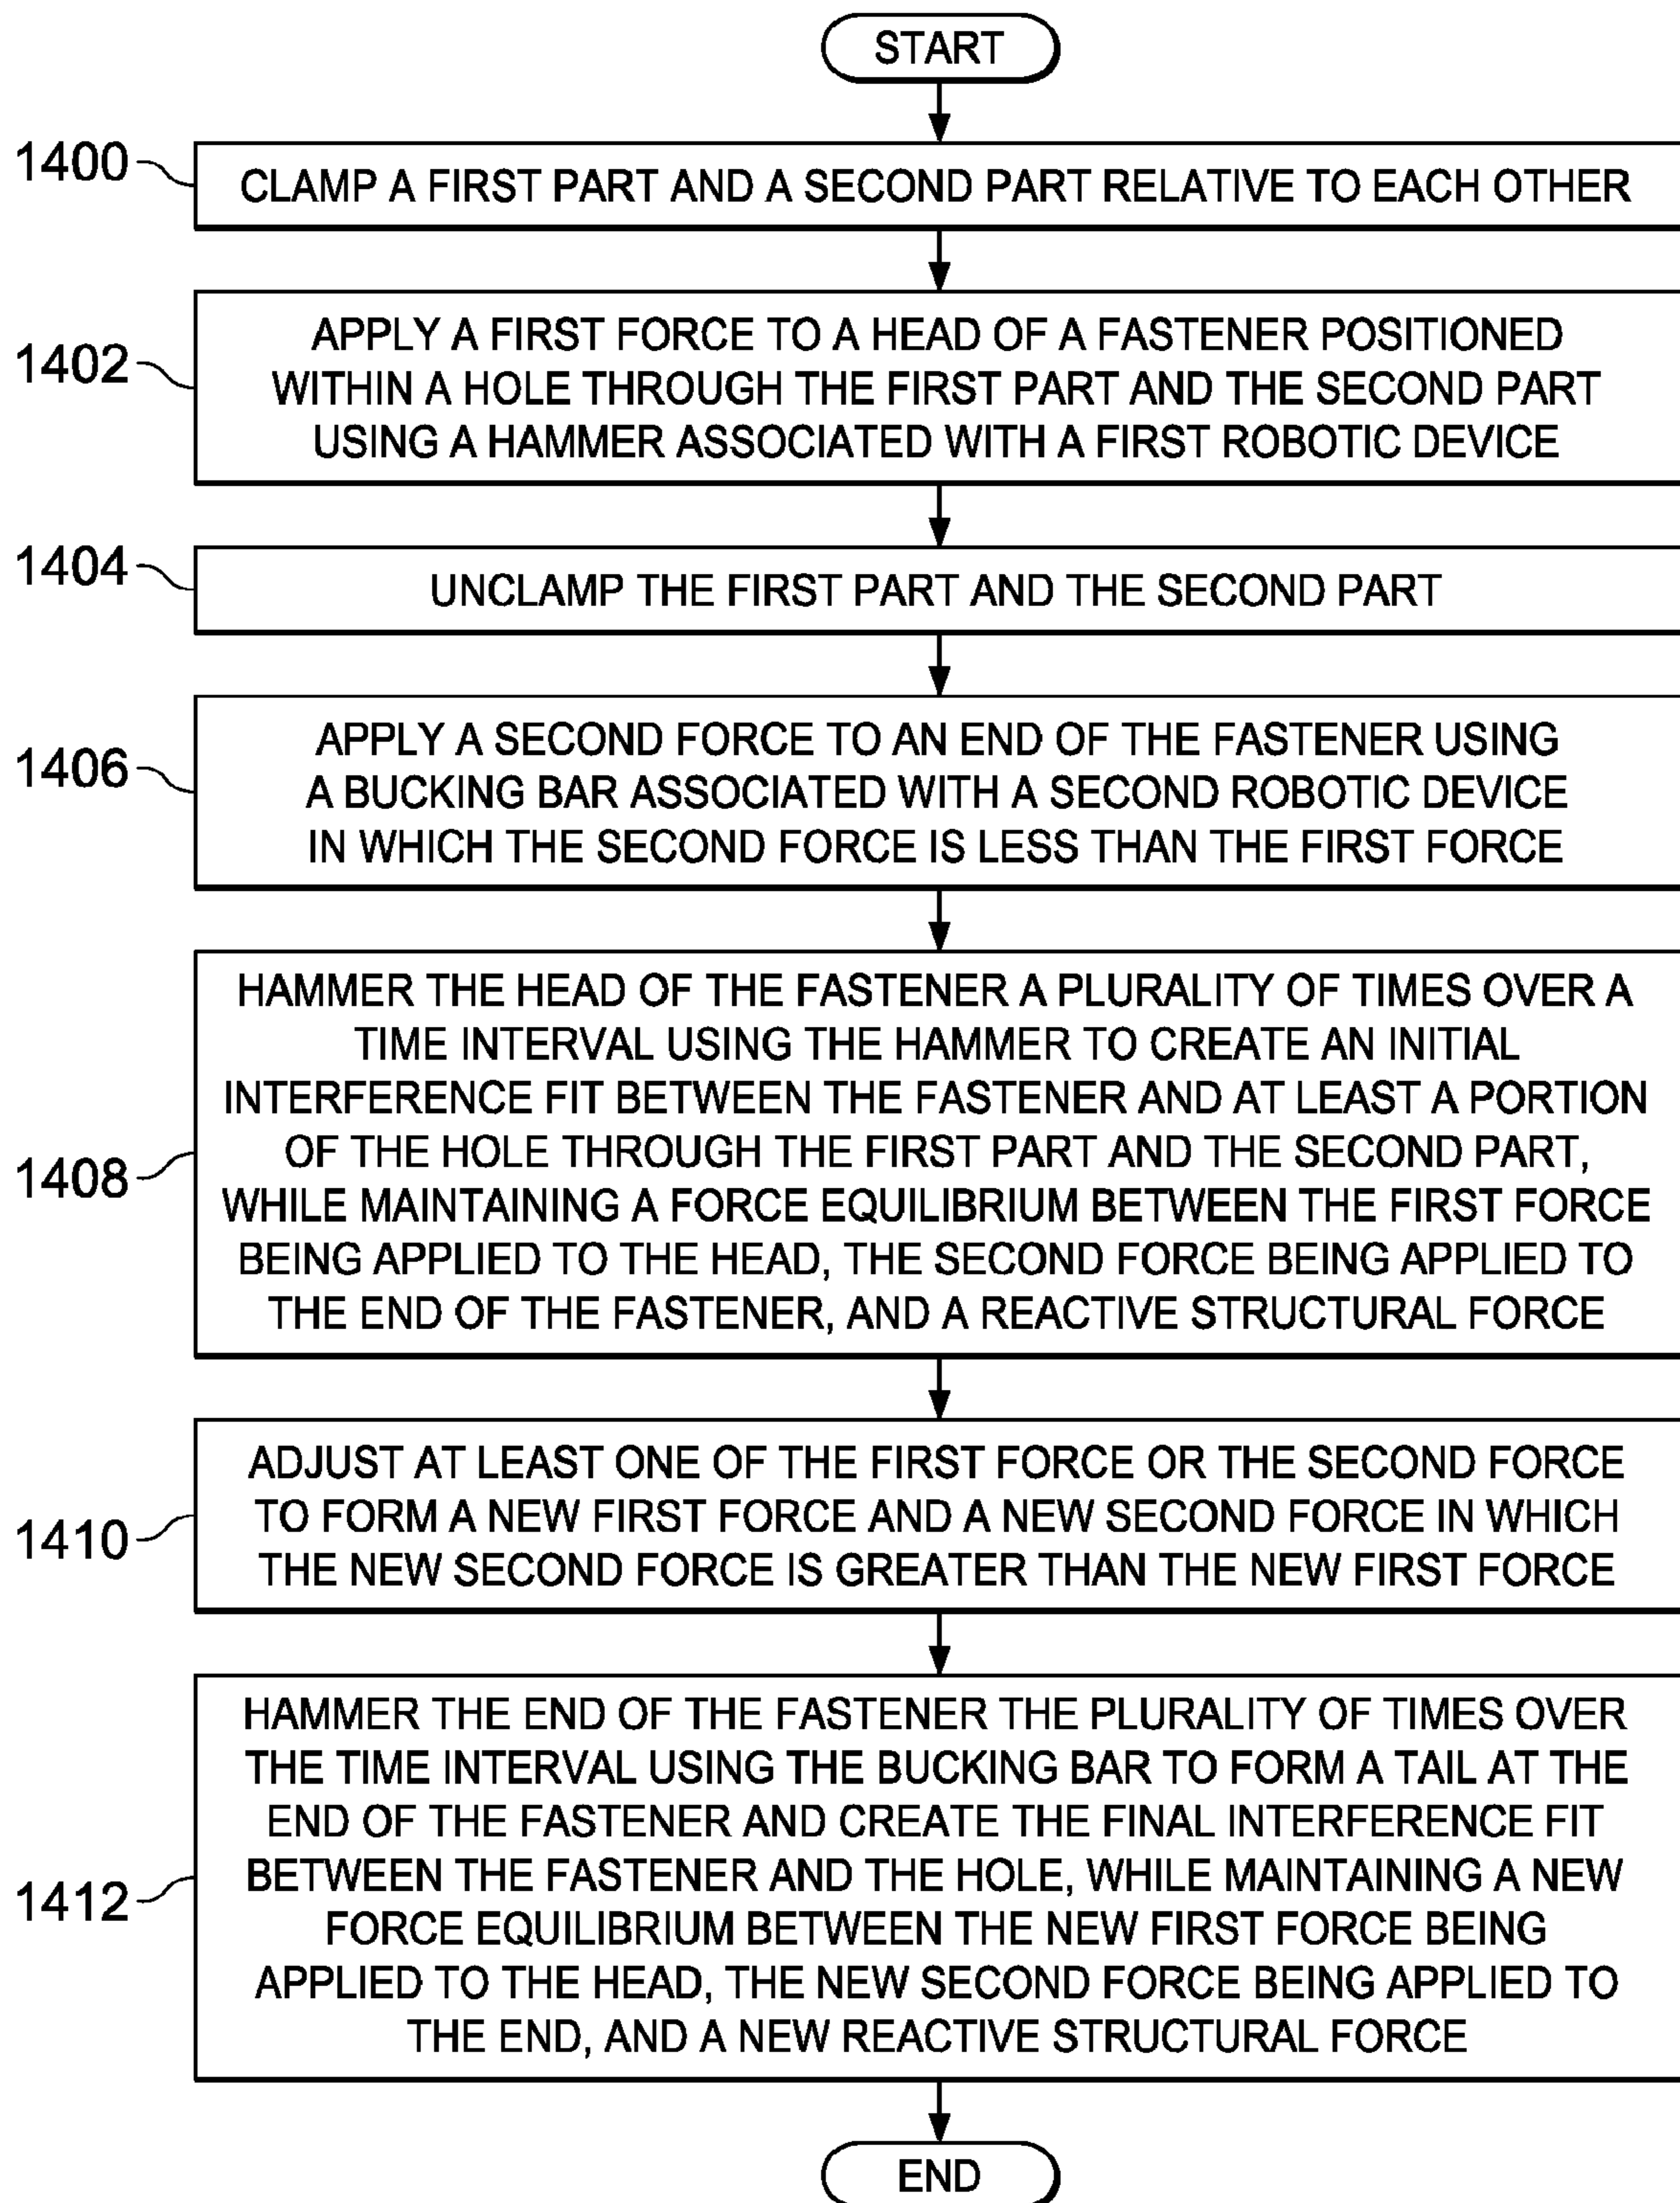 START
1400
CLAMP A FIRST PART AND A SECOND PART RELATIVE TO EACH OTHER
1402
APPLY A FIRST FORCE TO A HEAD OF A FASTENER POSITIONED
WITHIN A HOLE THROUGH THE FIRST PART AND THE SECOND PART
USING A HAMMER ASSOCIATED WITH A FIRST ROBOTIC DEVICE
1404
UNCLAMP THE FIRST PART AND THE SECOND PART
1406
APPLY A SECOND FORCE TO AN END OF THE FASTENER USING
A BUCKING BAR ASSOCIATED WITH A SECOND ROBOTIC DEVICE
IN WHICH THE SECOND FORCE IS LESS THAN THE FIRST FORCE
1408
HAMMER THE HEAD OF THE FASTENER A PLURALITY OF TIMES OVER A
TIME INTERVAL USING THE HAMMER TO CREATE AN INITIAL
INTERFERENCE FIT BETWEEN THE FASTENER AND AT LEAST A PORTION
OF THE HOLE THROUGH THE FIRST PART AND THE SECOND PART,
WHILE MAINTAINING A FORCE EQUILIBRIUM BETWEEN THE FIRST FORCE
BEING APPLIED TO THE HEAD, THE SECOND FORCE BEING APPLIED TO
THE END OF THE FASTENER, AND A REACTIVE STRUCTURAL FORCE
1410
ADJUST AT LEAST ONE OF THE FIRST FORCE OR THE SECOND FORCE
TO FORM A NEW FIRST FORCE AND A NEW SECOND FORCE IN WHICH
THE NEW SECOND FORCE IS GREATER THAN THE NEW FIRST FORCE
1412
HAMMER THE END OF THE FASTENER THE PLURALITY OF TIMES OVER
THE TIME INTERVAL USING THE BUCKING BAR TO FORM A TAIL AT THE
END OF THE FASTENER AND CREATE THE FINAL INTERFERENCE FIT
BETWEEN THE FASTENER AND THE HOLE, WHILE MAINTAINING A NEW
FORCE EQUILIBRIUM BETWEEN THE NEW FIRST FORCE BEING
APPLIED TO THE HEAD, THE NEW SECOND FORCE BEING APPLIED TO
THE END, AND A NEW REACTIVE STRUCTURAL FORCE
END